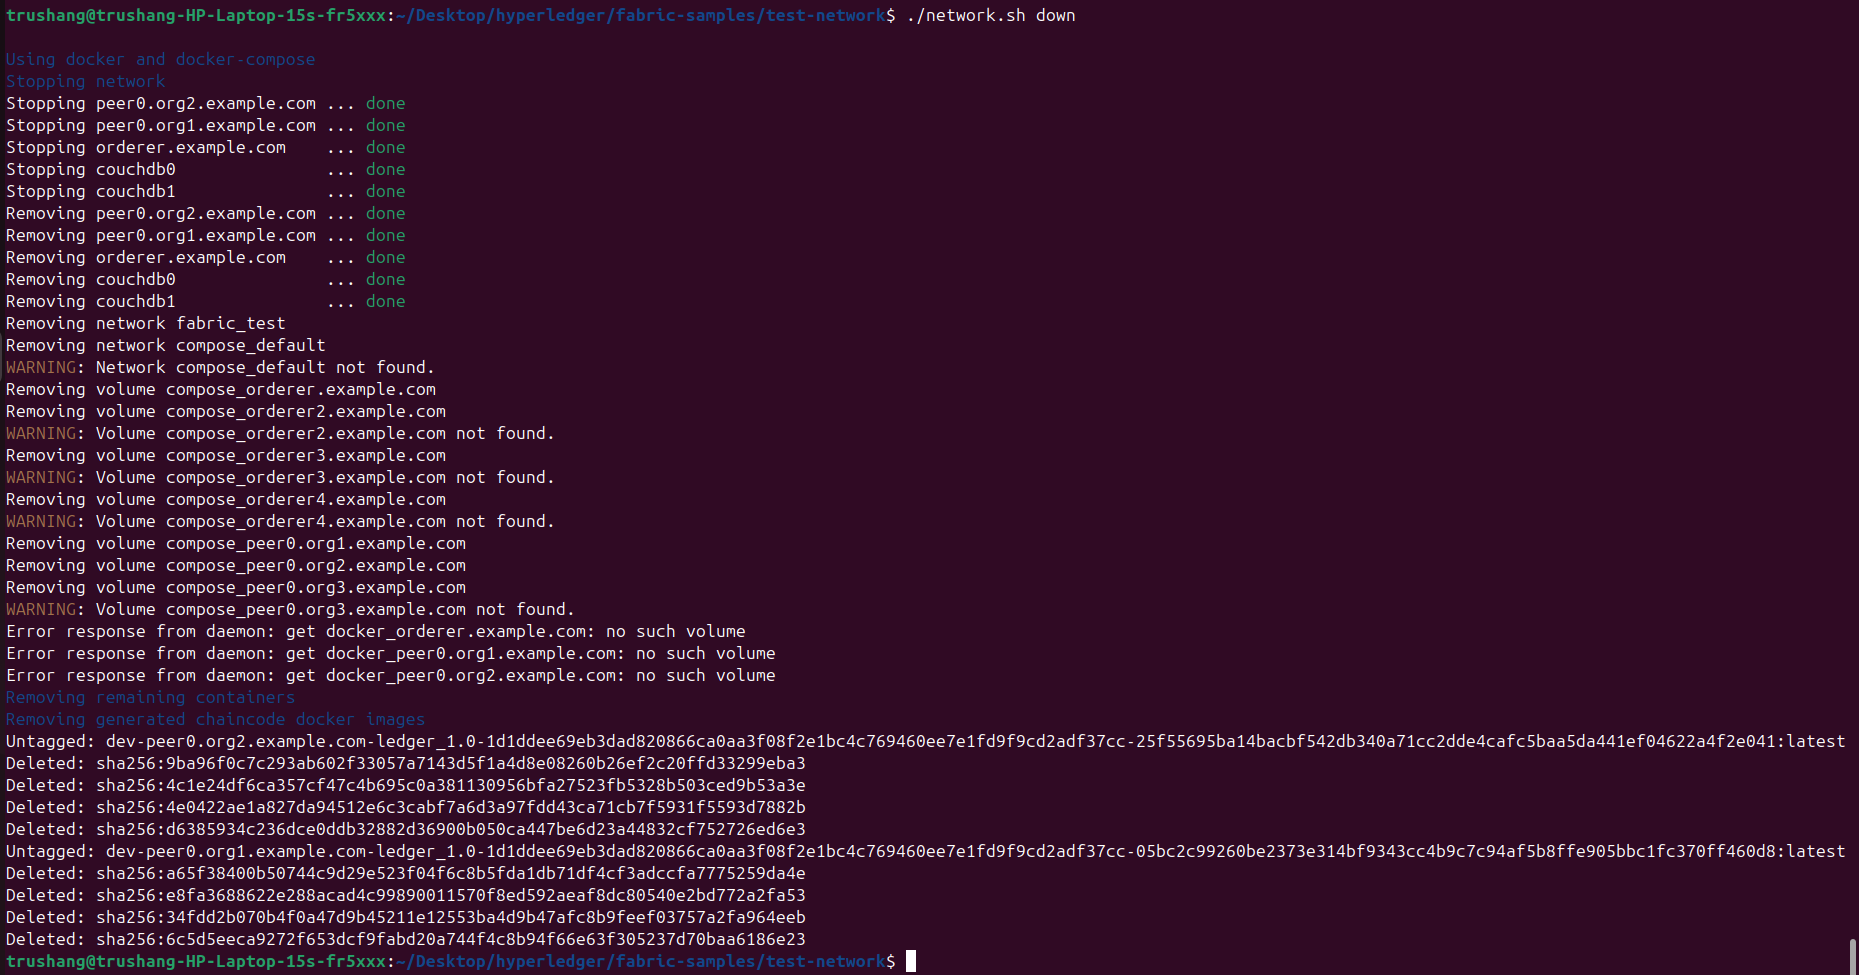 trushang@trushang-HP-Laptop-15s-fr5xxx:~/Desktop/hyperledger/fabric-samples/test-network$ ./network.sh down
Using docker and docker-compose
Stopping network
Stopping peer0.org2.example.com ... done
Stopping peer0.org1.example.com ... done
Stopping orderer.example.com    ... done
Stopping couchdb0               ... done
Stopping couchdb1               ... done
Removing peer0.org2.example.com ... done
Removing peer0.org1.example.com ... done
Removing orderer.example.com    ... done
Removing couchdb0               ... done
Removing couchdb1               ... done
Removing network fabric_test
Removing network compose_default
WARNING: Network compose_default not found.
Removing volume compose_orderer.example.com
Removing volume compose_orderer2.example.com
WARNING: Volume compose_orderer2.example.com not found.
Removing volume compose_orderer3.example.com
WARNING: Volume compose_orderer3.example.com not found.
Removing volume compose_orderer4.example.com
WARNING: Volume compose_orderer4.example.com not found.
Removing volume compose_peer0.org1.example.com
Removing volume compose_peer0.org2.example.com
Removing volume compose_peer0.org3.example.com
WARNING: Volume compose_peer0.org3.example.com not found.
Error response from daemon: get docker_orderer.example.com: no such volume
Error response from daemon: get docker_peer0.org1.example.com: no such volume
Error response from daemon: get docker_peer0.org2.example.com: no such volume
Removing remaining containers
Removing generated chaincode docker images
Untagged: dev-peer0.org2.example.com-ledger_1.0-1d1ddee69eb3dad820866ca0aa3f08f2e1bc4c769460ee7e1fd9f9cd2adf37cc-25f55695ba14bacbf542db340a71cc2dde4cafc5baa5da441ef04622a4f2e041:latest
Deleted: sha256:9ba96f0c7c293ab602f33057a7143d5f1a4d8e08260b26ef2c20ffd33299eba3
Deleted: sha256:4c1e24df6ca357cf47c4b695c0a381130956bfa27523fb5328b503ced9b53a3e
Deleted: sha256:4e0422ae1a827da94512e6c3cabf7a6d3a97fdd43ca71cb7f5931f5593d7882b
Deleted: sha256:d6385934c236dce0ddb32882d36900b050ca447be6d23a44832cf752726ed6e3
Untagged: dev-peer0.org1.example.com-ledger_1.0-1d1ddee69eb3dad820866ca0aa3f08f2e1bc4c769460ee7e1fd9f9cd2adf37cc-05bc2c99260be2373e314bf9343cc4b9c7c94af5b8ffe905bbc1fc370ff460d8:latest
Deleted: sha256:a65f38400b50744c9d29e523f04f6c8b5fda1db71df4cf3adccfa7775259da4e
Deleted: sha256:e8fa3688622e288acad4c99890011570f8ed592aeaf8dc80540e2bd772a2fa53
Deleted: sha256:34fdd2b070b4f0a47d9b45211e12553ba4d9b47afc8b9feef03757a2fa964eeb
Deleted: sha256:6c5d5eeca9272f653dcf9fabd20a744f4c8b94f66e63f305237d70baa6186e23
trushang@trushang-HP-Laptop-15s-fr5xxx:~/Desktop/hyperledger/fabric-samples/test-network$